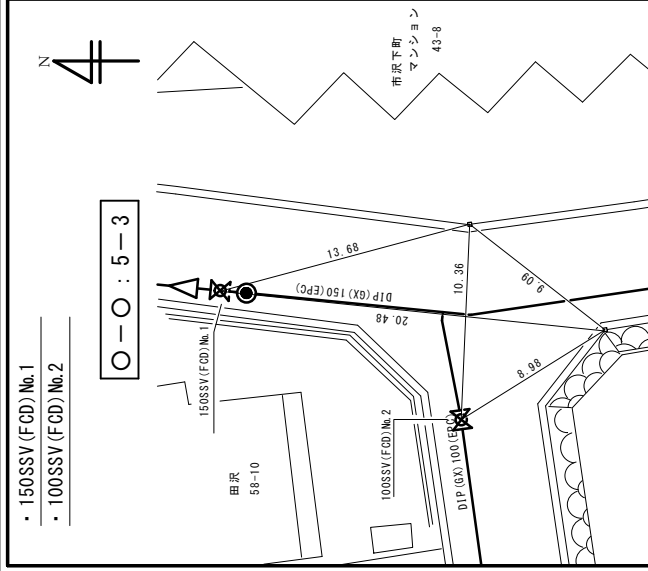 ・150SSV(FCD)No.1
・100SSV(FCD)No.2
○－○：5－3
N
市沢下町
マンション
43-8
150SSV(FCD)No.1
田沢
58-10
100SSV(FCD)No.2
DIP(GX)150(EPC)
DIP(GX)100(EPC)
13.68
20.48
10.36
9.09
8.98